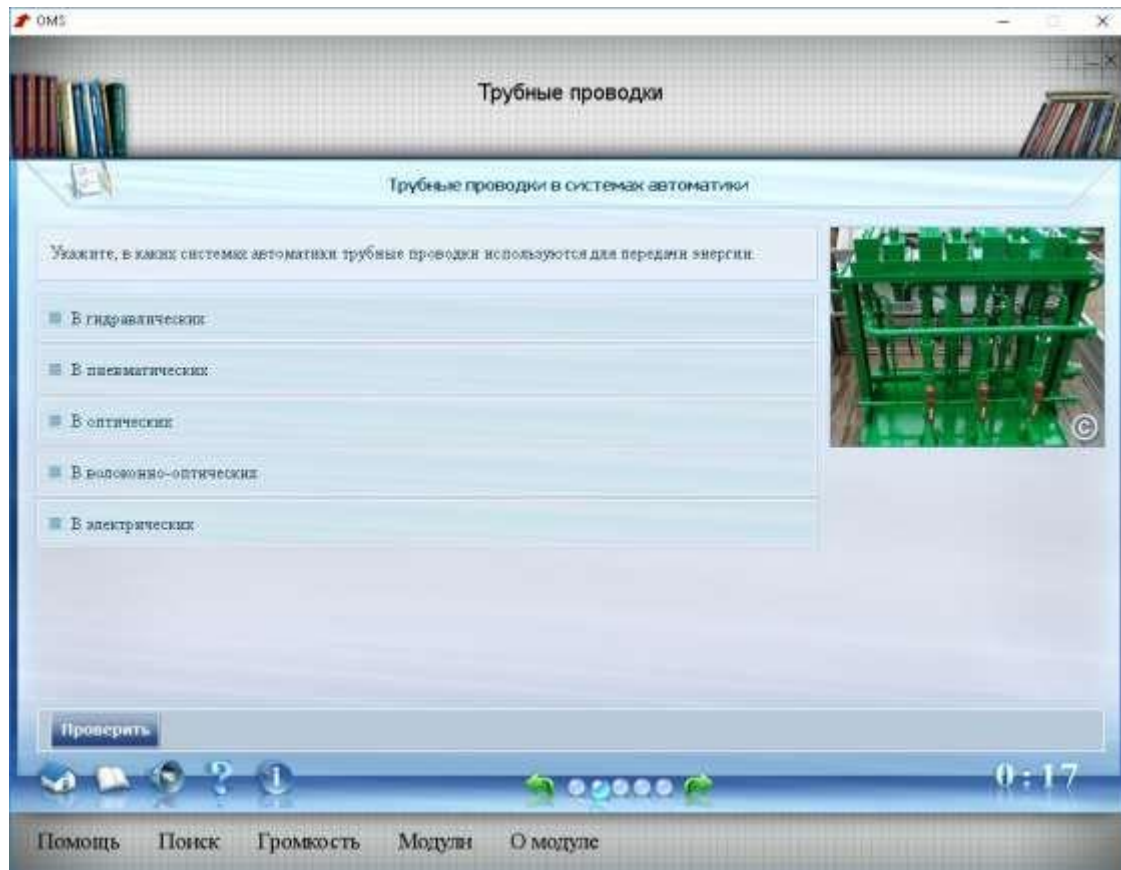 OMS
Трубные проводки
Трубные проводки в системах автоматики
Укажите, в каких системах автоматики трубные проводки используются для передачи энергии.
В гидравлических
В пневматических
В оптических
В волоконно-оптических
В электрических
©
Проверить
0:17
Помощь Поиск Громкость Модули О модуле